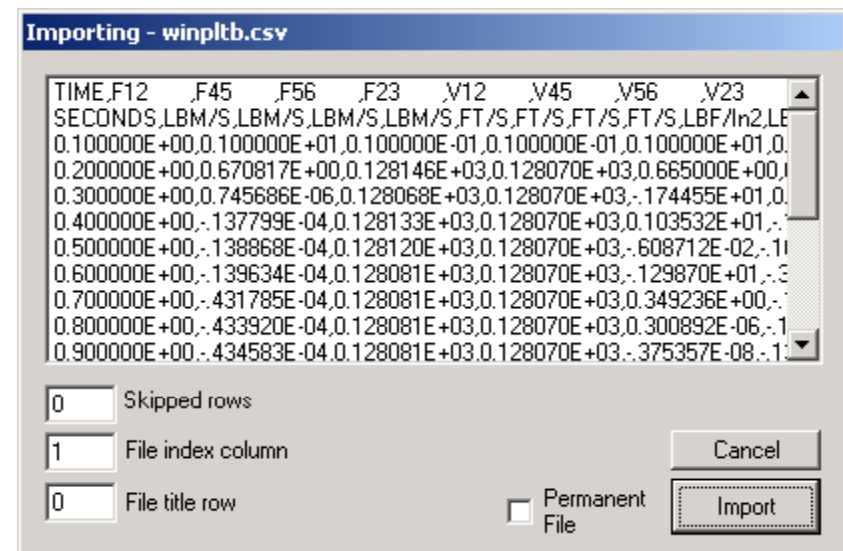 Importing - winpltb.csv
TIME,F12 ,F45 ,F56 ,F23 ,V12 ,V45 ,V56 ,V23
SECONDS,LBM/S,LBM/S,LBM/S,LBM/S,FT/S,FT/S,FT/S,FT/S,LBF/In2,LB
0.100000E+00,0.100000E+01,0.100000E-01,0.100000E-01,0.100000E+01,0.
0.200000E+00,0.670817E+00,0.128146E+03,0.128070E+03,0.665000E+00,
0.300000E+00,0.745686E-06,0.128068E+03,0.128070E+03,-.174455E+01,0.
0.400000E+00,-.137799E-04,0.128133E+03,0.128070E+03,0.103532E+01,-.
0.500000E+00,-.138868E-04,0.128120E+03,0.128070E+03,-.608712E-02,-.1
0.600000E+00,-.139634E-04,0.128081E+03,0.128070E+03,-.129870E+01,-.3
0.700000E+00,-.431785E-04,0.128081E+03,0.128070E+03,0.349236E+00,-.
0.800000E+00,-.433920E-04,0.128081E+03,0.128070E+03,0.300892E-06,-.1
0.900000E+00,-.434583E-04,0.128081E+03,0.128070E+03,-.375357E-08,-.1
0 Skipped rows
1 File index column
Cancel
0 File title row
Permanent File
Import